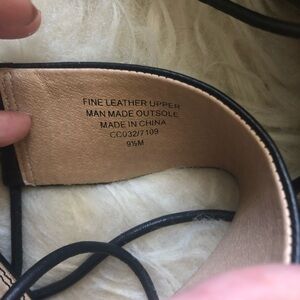 FINE LEATHER UPPER
MAN MADE OUTSOLE
MADE IN CHINA
CC032/7109
9½M